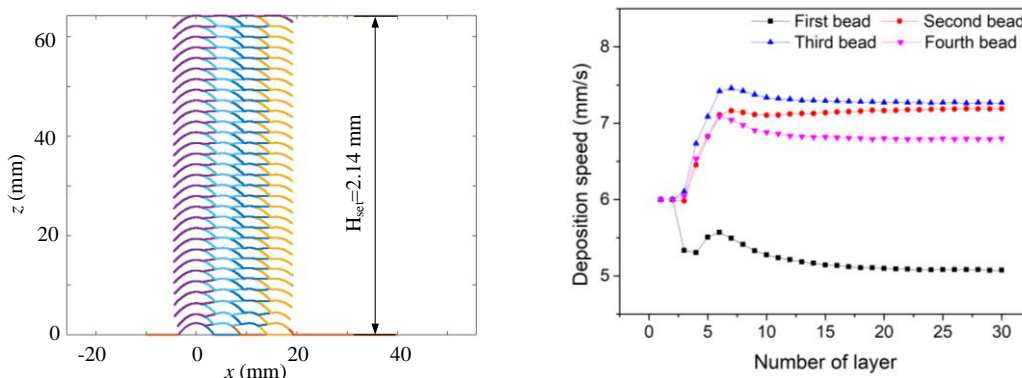 60
40
20
0
z (mm)
-20 0 20 40
x (mm)
Hset=2.14 mm
First bead Second bead
Third bead Fourth bead
8
7
6
5
Deposition speed (mm/s)
0 5 10 15 20 25 30
Number of layer